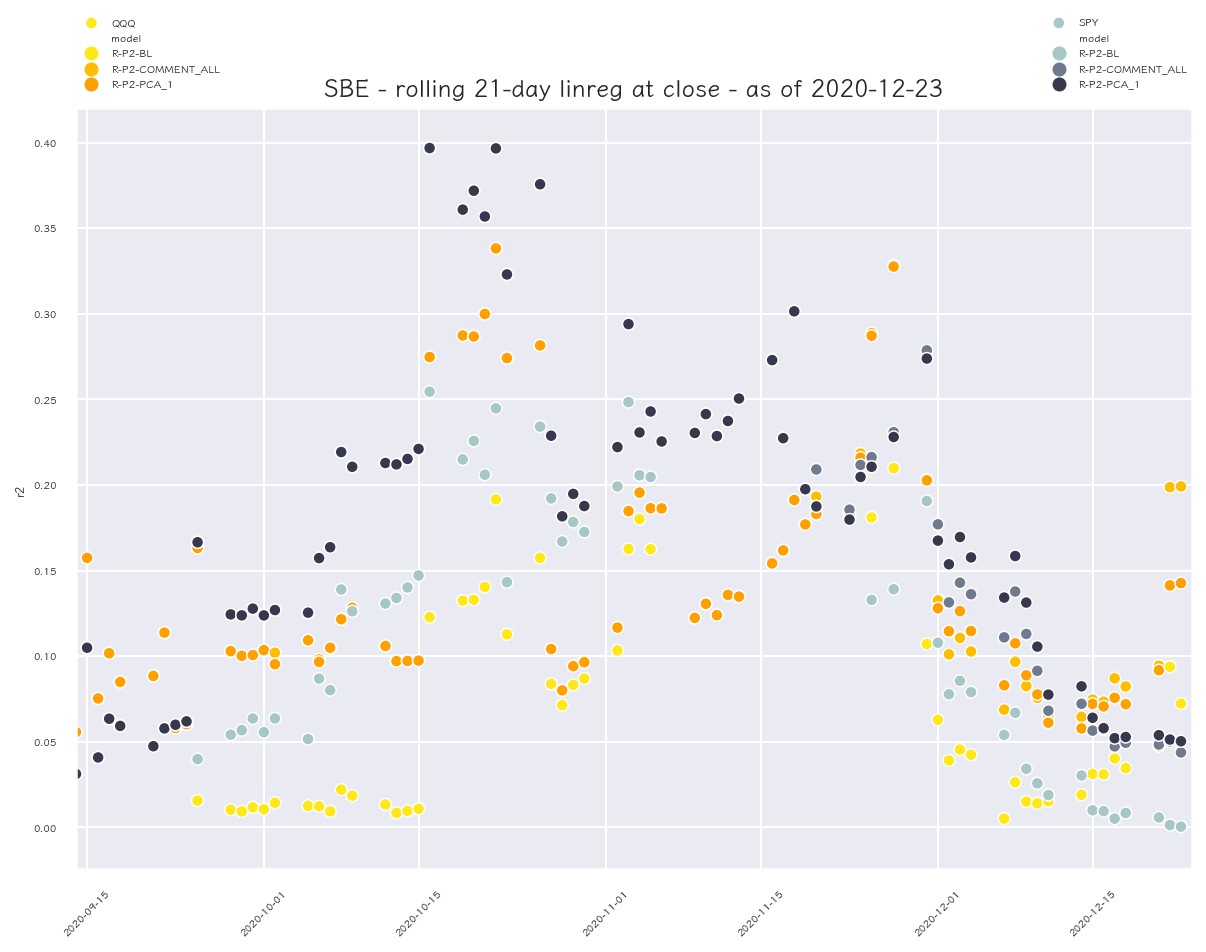 QQQ
model
R-P2-BL
R-P2-COMMENT_ALL
R-P2-PCA_1
SPY
model
R-P2-BL
R-P2-COMMENT_ALL
R-P2-PCA_1
SBE - rolling 21-day linreg at close - as of 2020-12-23
0.40
0.35
0.30
0.25
0.20
0.15
0.10
0.05
0.00
r2
2020-09-15
2020-10-01
2020-10-15
2020-11-01
2020-11-15
2020-12-01
2020-12-15